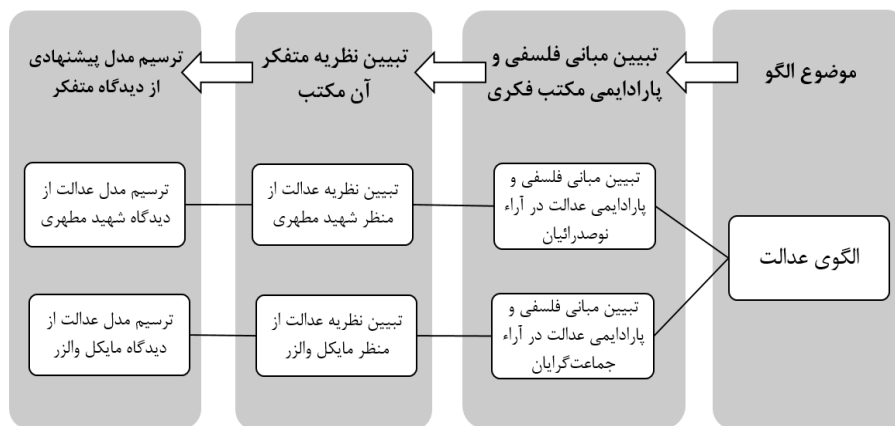 موضوع الگو
تبیین مبانی فلسفی و
پارادایمی مکتب فکری
تبیین نظریه متفکر
آن مکتب
ترسیم مدل پیشنهادی
از دیدگاه متفکر
الگوی عدالت
تبیین مبانی فلسفی و
پارادایمی عدالت در آراء
نوصدرائیان
تبیین نظریه عدالت از
منظر شهید مطهری
ترسیم مدل عدالت از
دیدگاه شهید مطهری
تبیین مبانی فلسفی و
پارادایمی عدالت در آراء
جماعت‌گرایان
تبیین نظریه عدالت از
منظر مایکل والزر
ترسیم مدل عدالت از
دیدگاه مایکل والزر